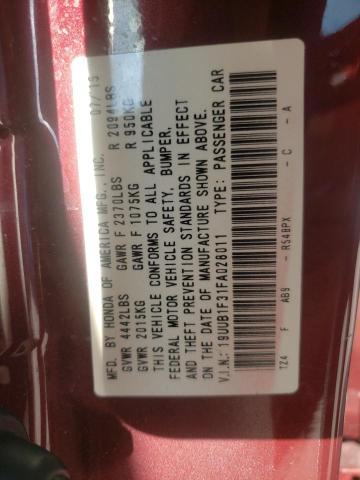 MFD. BY HONDA OF AMERICA MFG., INC. 07/15
GVWR 4442LBS GAWR F 2370LBS R 2094LBS
GVWR 2015KG GAWR F 1075KG R 950KG
THIS VEHICLE CONFORMS TO ALL APPLICABLE
FEDERAL MOTOR VEHICLE SAFETY, BUMPER,
AND THEFT PREVENTION STANDARDS IN EFFECT
ON THE DATE OF MANUFACTURE SHOWN ABOVE.
V.I.N.: 19UUB1F31FA028011 TYPE: PASSENGER CAR
TZ4 F AB9 - R548PX - C - A